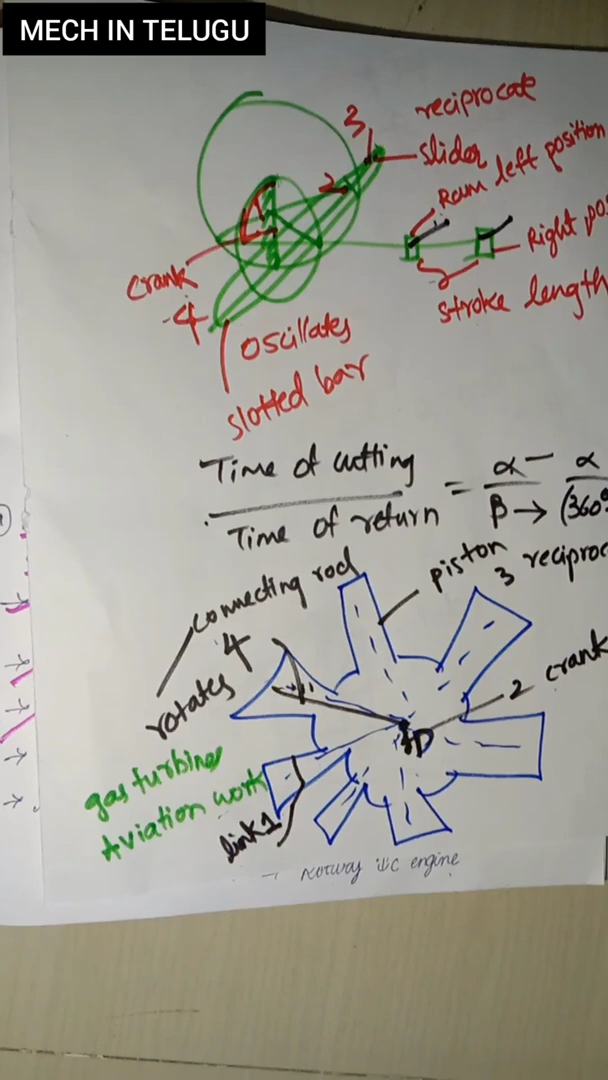 MECH IN TELUGU
reciprocate
3
slider
2
Ram left position
1
Right pos
crank
4
stroke length
oscillates
slotted bar
Time of cutting
Time of return
= α - α
β → (360°
connecting rod
piston
3 reciproc
4
rotates
2 crank
gas turbines
Aviation work
link 1
engine